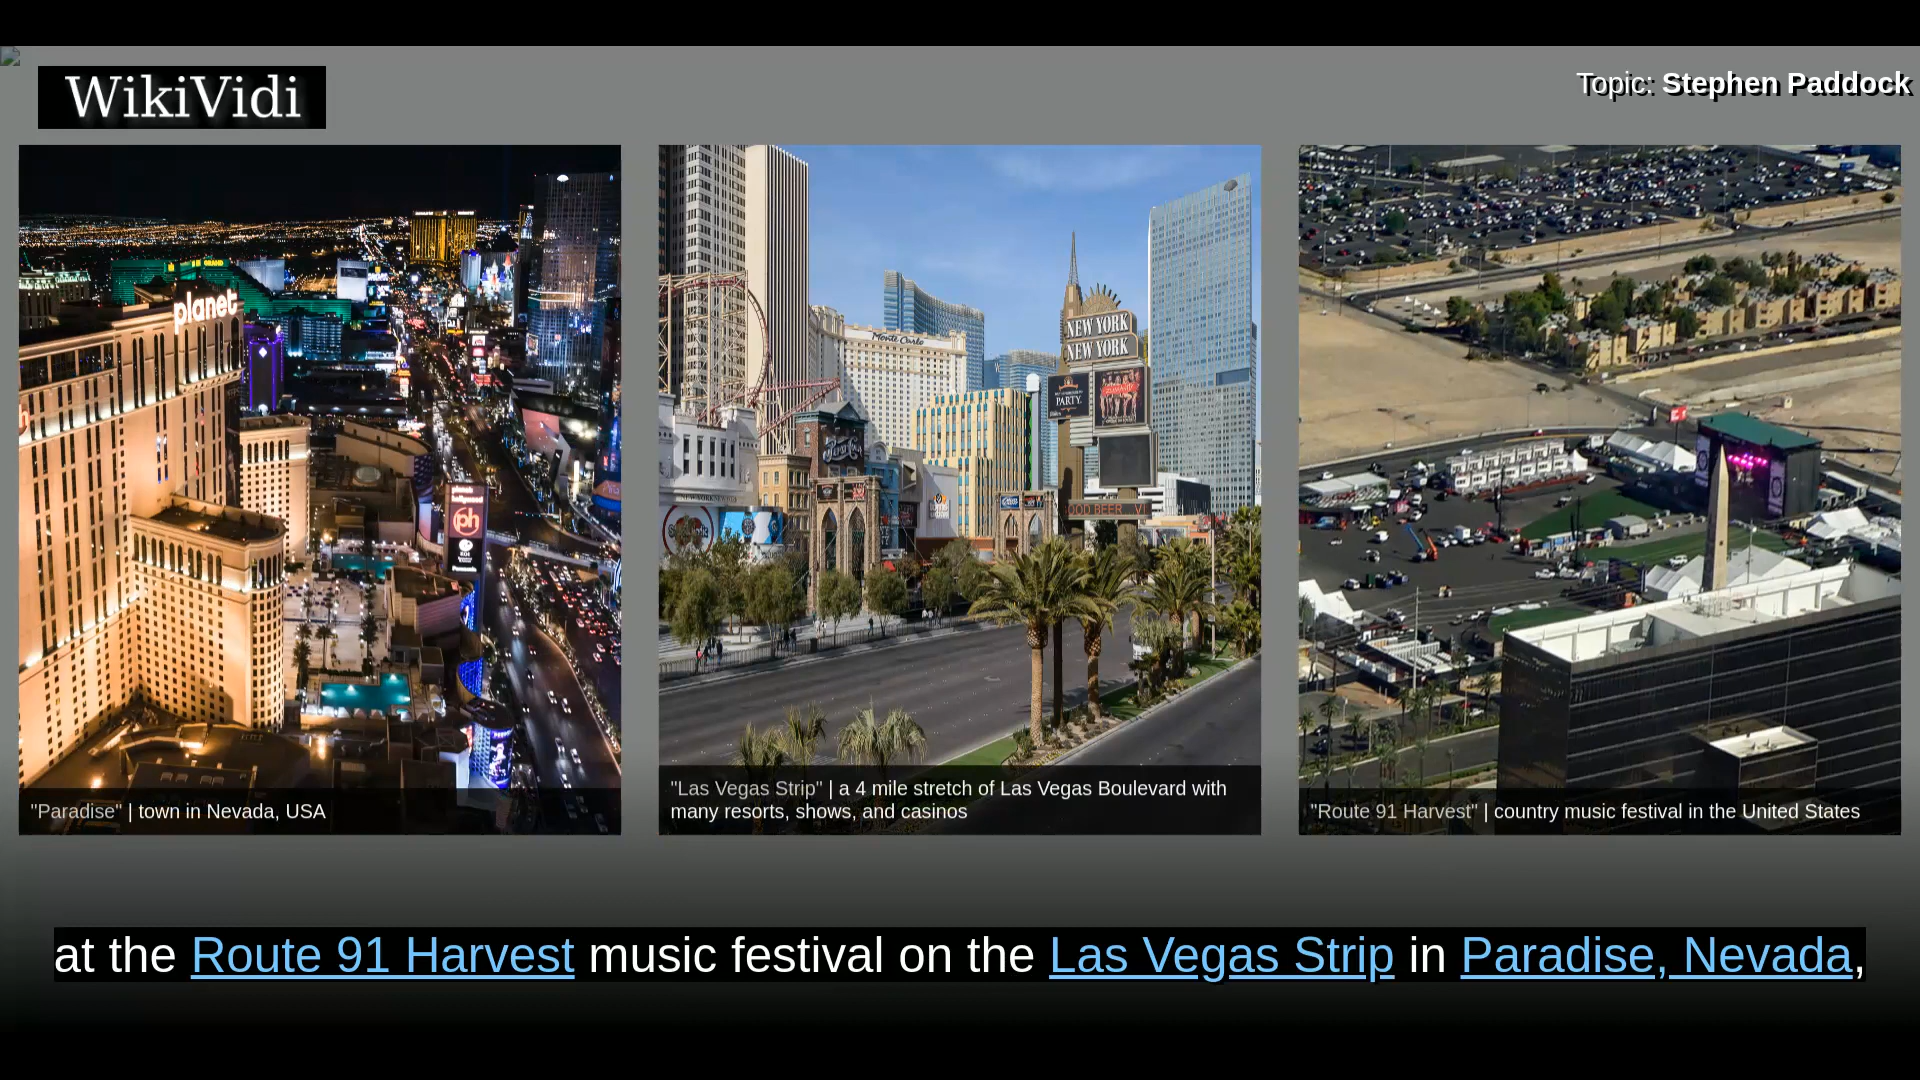 WikiVidi
Topic: Stephen Paddock
planet
ph
Monte Carlo
NEW YORK
NEW YORK
PARTY
"Paradise" | town in Nevada, USA
"Las Vegas Strip" | a 4 mile stretch of Las Vegas Boulevard with
many resorts, shows, and casinos
"Route 91 Harvest" | country music festival in the United States
at the Route 91 Harvest music festival on the Las Vegas Strip in Paradise, Nevada,